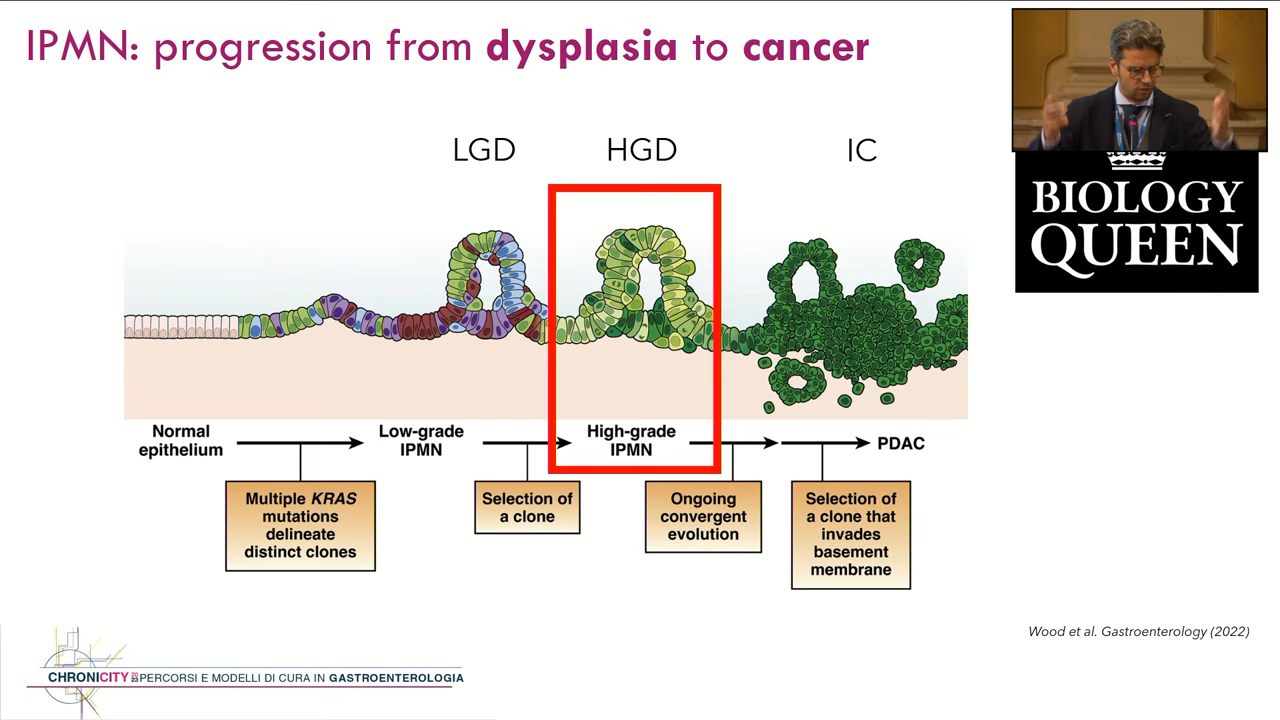 IPMN: progression from dysplasia to cancer
LGD
HGD
IC
BIOLOGY
QUEEN
Normal
epithelium
Low-grade
IPMN
High-grade
IPMN
PDAC
Multiple KRAS
mutations
delineate
distinct clones
Selection of
a clone
Ongoing
convergent
evolution
Selection of
a clone that
invades
basement
membrane
Wood et al. Gastroenterology (2022)
CHRONICITY 2023 PERCORSI E MODELLI DI CURA IN GASTROENTEROLOGIA